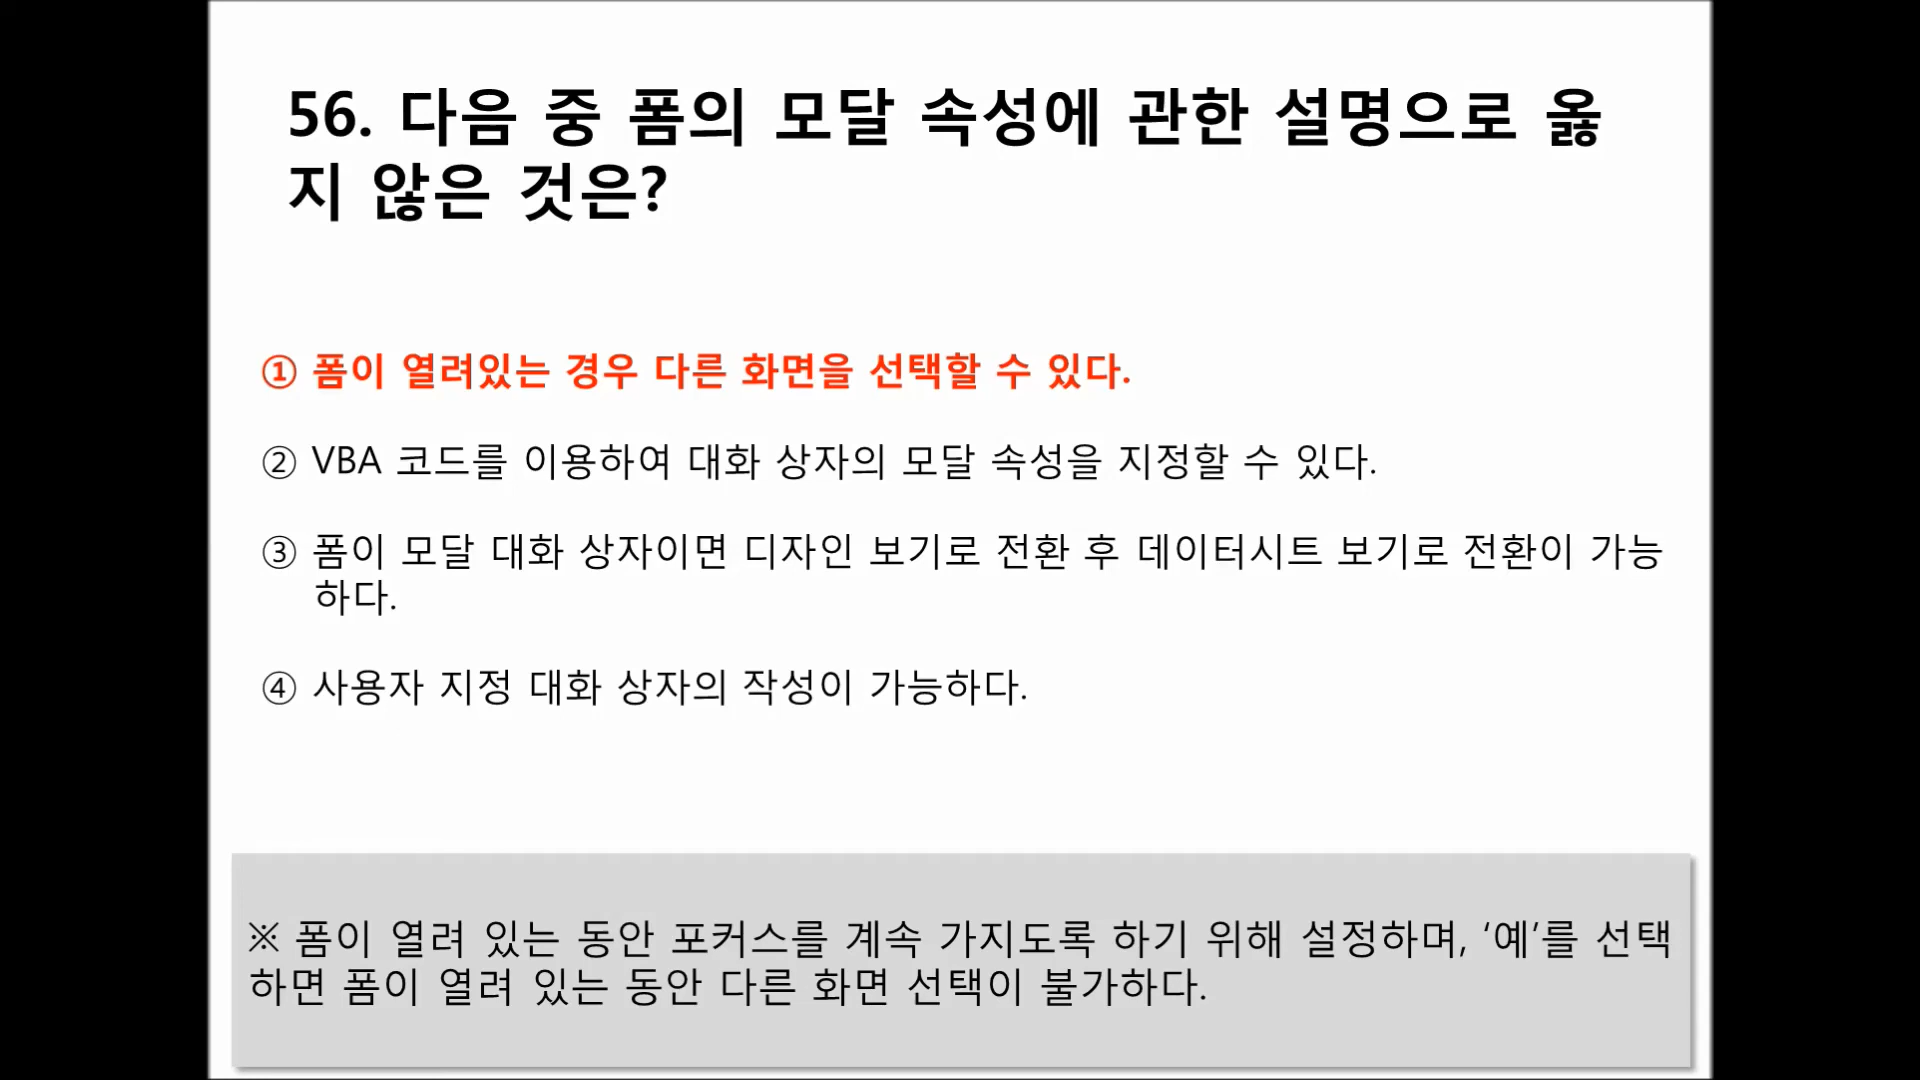 56. 다음 중 폼의 모달 속성에 관한 설명으로 옳
지 않은 것은?
① 폼이 열려있는 경우 다른 화면을 선택할 수 있다.
② VBA 코드를 이용하여 대화 상자의 모달 속성을 지정할 수 있다.
③ 폼이 모달 대화 상자이면 디자인 보기로 전환 후 데이터시트 보기로 전환이 가능
하다.
④ 사용자 지정 대화 상자의 작성이 가능하다.
※ 폼이 열려 있는 동안 포커스를 계속 가지도록 하기 위해 설정하며, ‘예’를 선택
하면 폼이 열려 있는 동안 다른 화면 선택이 불가하다.